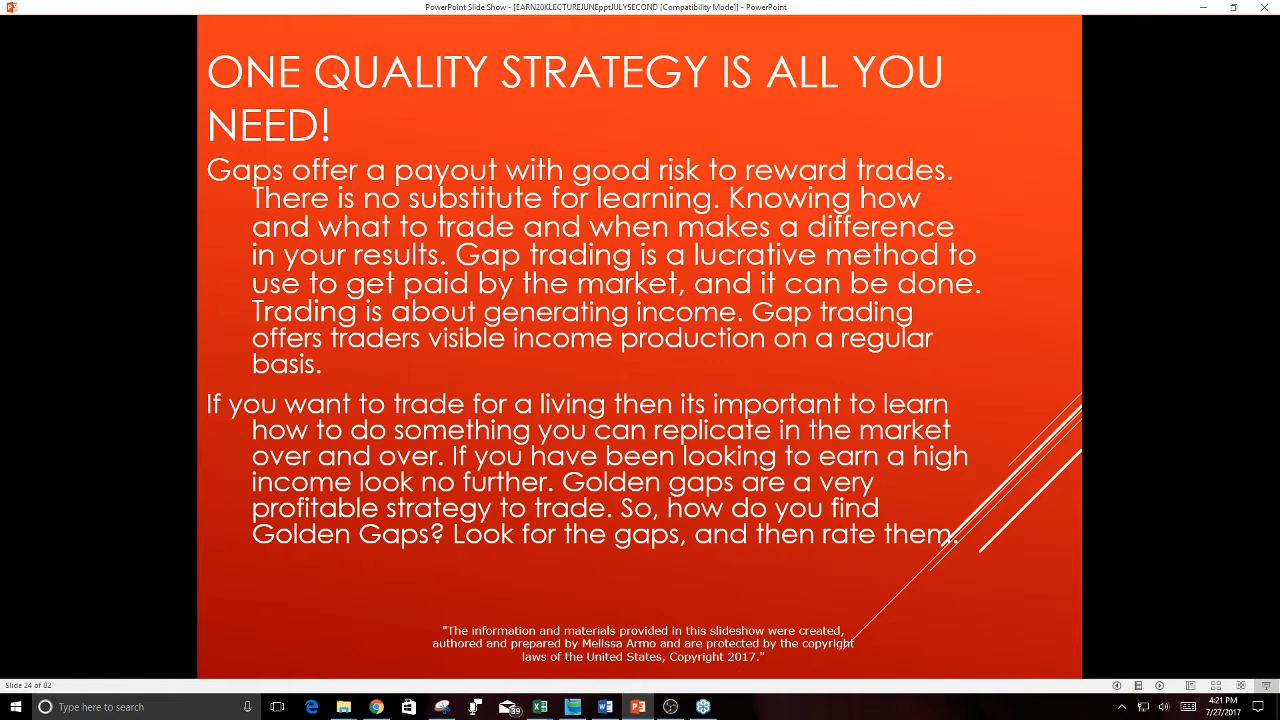 PowerPoint Slide Show - [EARN20KLECTUREJUNEpptJULYSECOND [Compatibility Mode]] - PowerPoint
ONE QUALITY STRATEGY IS ALL YOU
NEED!
Gaps offer a payout with good risk to reward trades.
There is no substitute for learning. Knowing how
and what to trade and when makes a difference
in your results. Gap trading is a lucrative method to
use to get paid by the market, and it can be done.
Trading is about generating income. Gap trading
offers traders visible income production on a regular
basis.
If you want to trade for a living then its important to learn
how to do something you can replicate in the market
over and over. If you have been looking to earn a high
income look no further. Golden gaps are a very
profitable strategy to trade. So, how do you find
Golden Gaps? Look for the gaps, and then rate them.
"The information and materials provided in this slideshow were created,
authored and prepared by Melissa Armo and are protected by the copyright
laws of the United States, Copyright 2017."
Slide 24 of 82
Type here to search
4:21 PM
7/27/2017